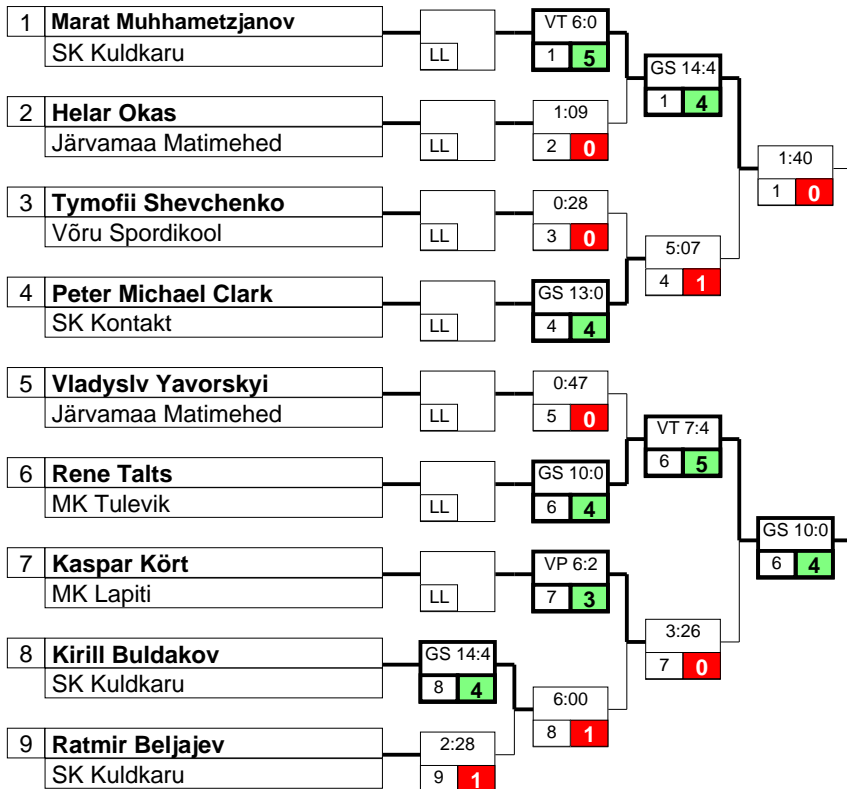 1 Marat Muhhametzjanov
SK Kuldkaru
LL
VT 6:0
1 5
GS 14:4
1 4
2 Helar Okas
Järvamaa Matimehed
LL
1:09
2 0
1:40
1 0
3 Tymofii Shevchenko
Võru Spordikool
LL
0:28
3 0
5:07
4 1
4 Peter Michael Clark
SK Kontakt
LL
GS 13:0
4 4
5 Vladyslv Yavorskyi
Järvamaa Matimehed
LL
0:47
5 0
VT 7:4
6 5
6 Rene Talts
MK Tulevik
LL
GS 10:0
6 4
GS 10:0
6 4
7 Kaspar Kört
MK Lapiti
LL
VP 6:2
7 3
3:26
7 0
8 Kirill Buldakov
SK Kuldkaru
GS 14:4
8 4
6:00
8 1
9 Ratmir Beljajev
SK Kuldkaru
2:28
9 1